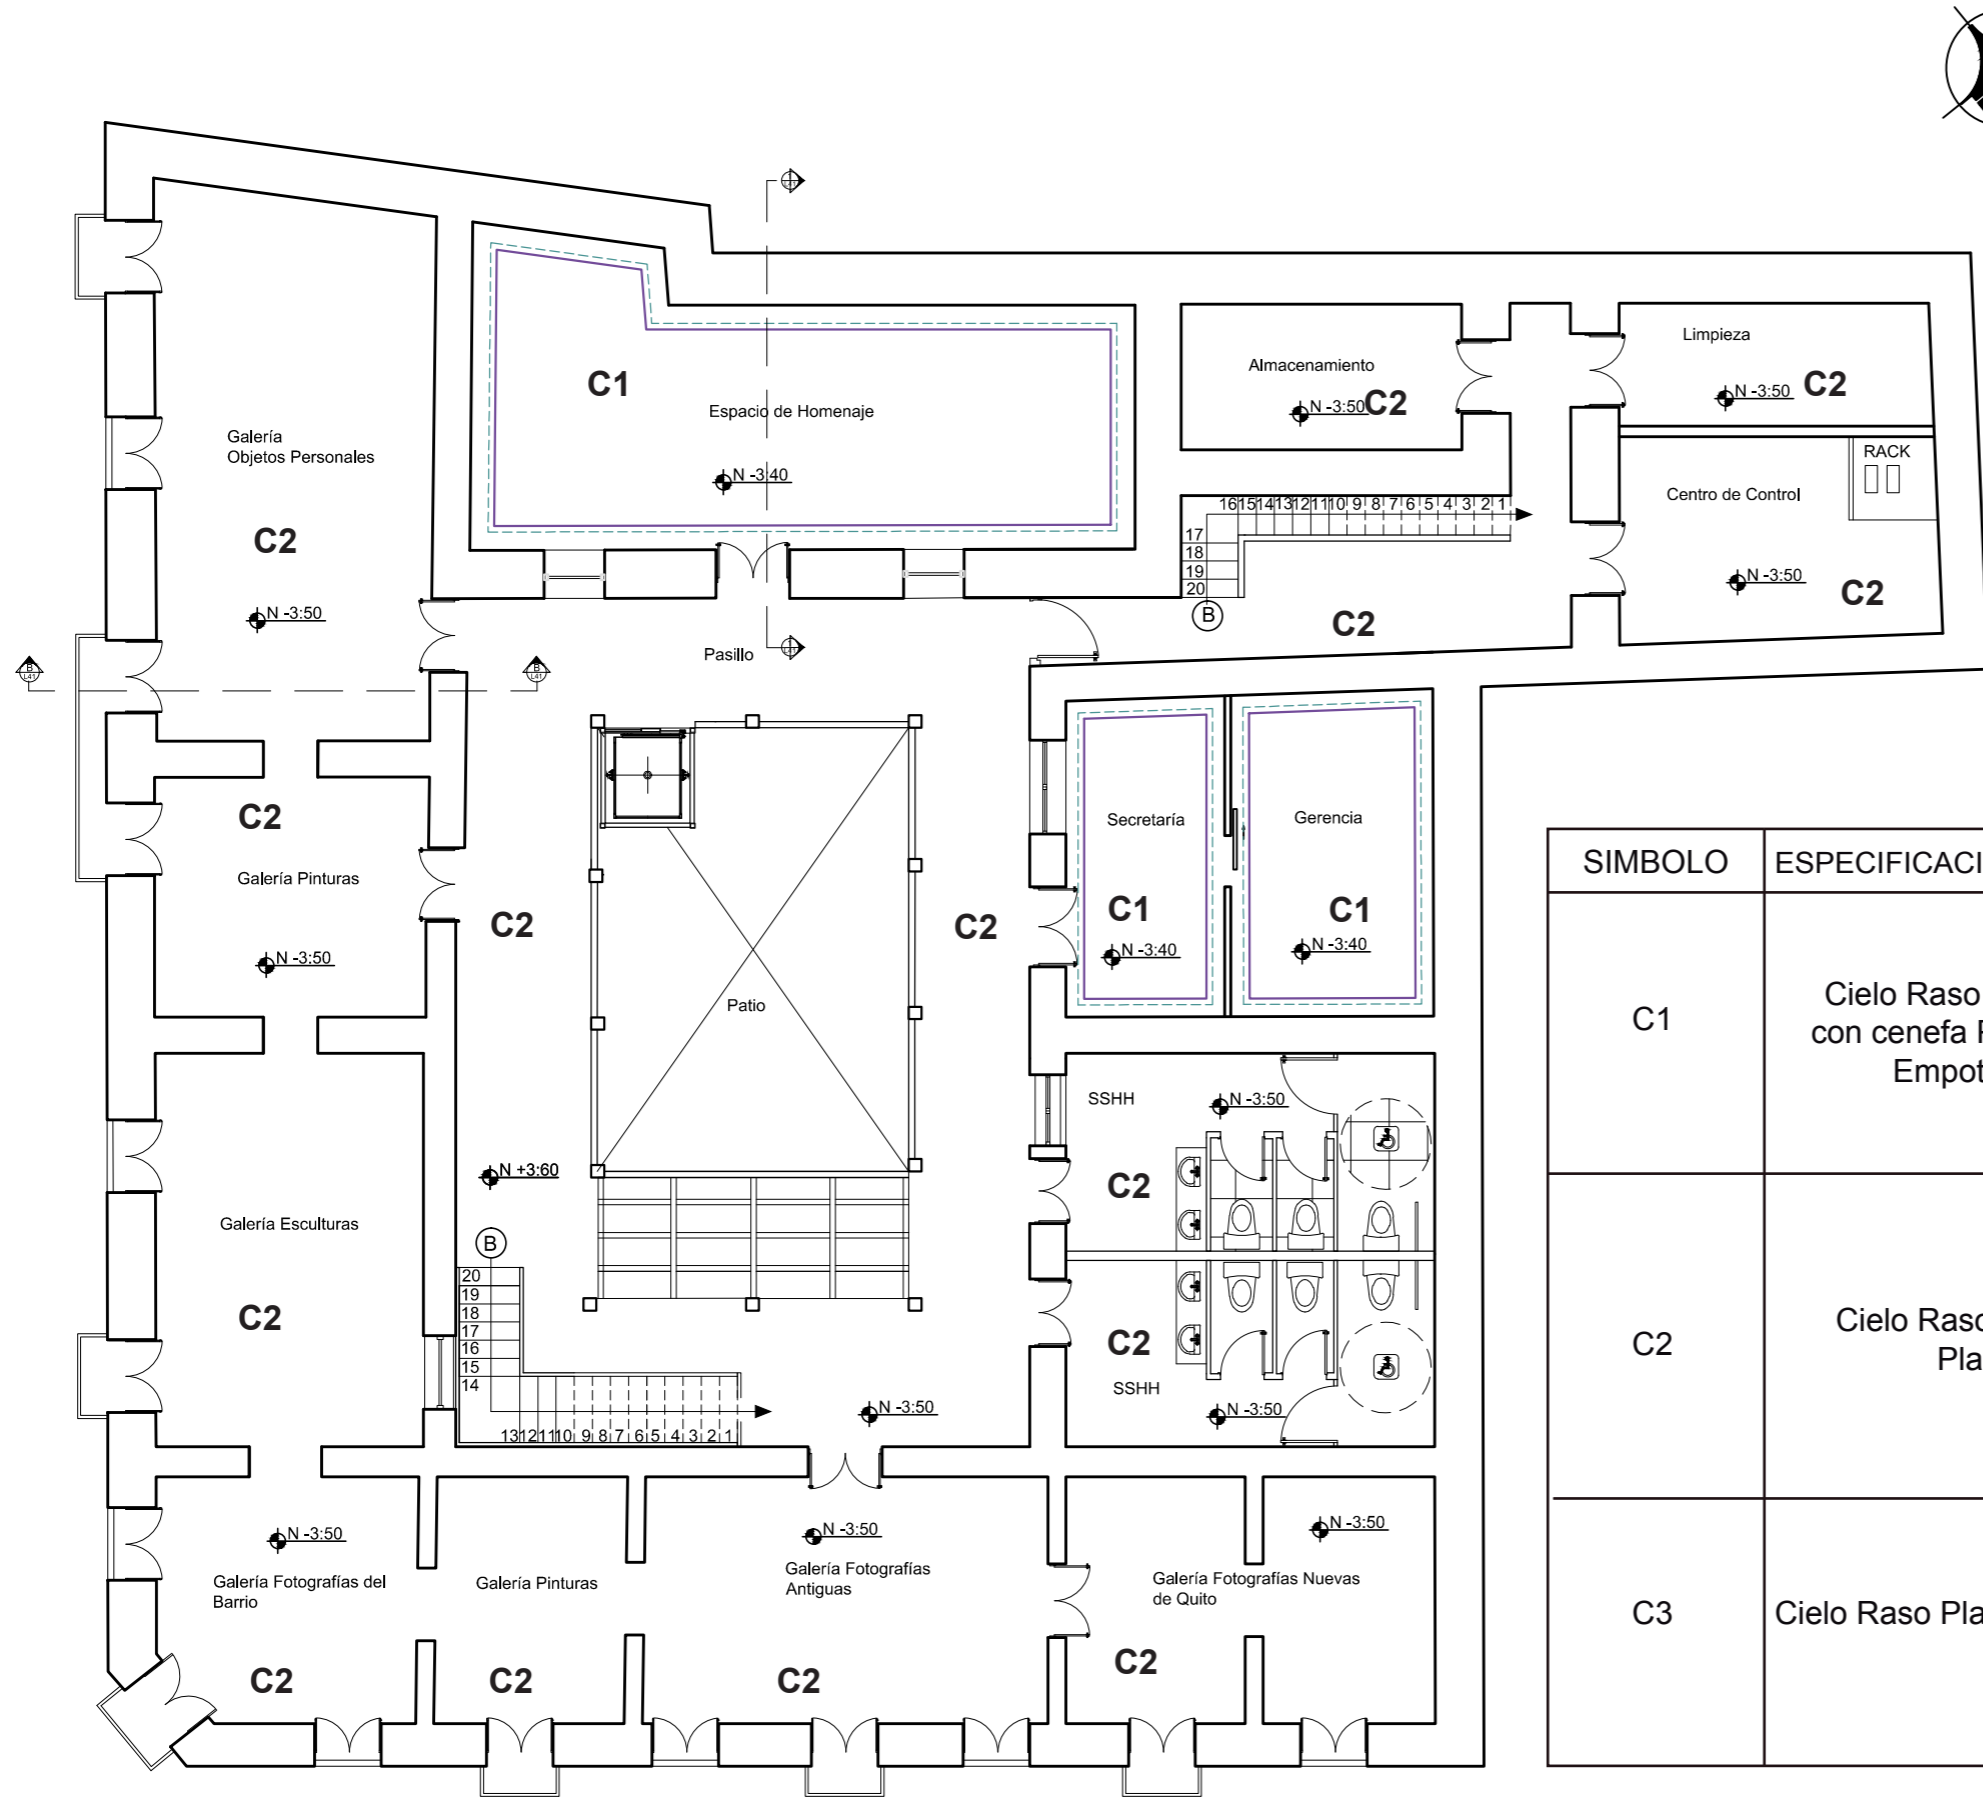 Galería
Objetos Personales
C2
N -3:50
C1
Espacio de Homenaje
N -3:40
Almacenamiento
N -3:50
C2
Limpieza
N -3:50
C2
RACK
Centro de Control
N -3:50
C2
16 15 14 13 12 11 10 9 8 7 6 5 4 3 2 1
17
18
19
20
B
C2
Pasillo
B
L41
B
L41
C2
Galería Pinturas
N -3:50
C2
C2
Patio
N +3:60
Secretaría
C1
N -3:40
Gerencia
C1
N -3:40
SSHH
N -3:50
C2
C2
SSHH
N -3:50
Galería Esculturas
C2
B
20
19
18
17
16
15
14
13 12 11 10 9 8 7 6 5 4 3 2 1
N -3:50
N -3:50
Galería Fotografías del
Barrio
C2
Galería Pinturas
C2
N -3:50
Galería Fotografías
Antiguas
C2
N -3:50
Galería Fotografías Nuevas
de Quito
C2
SIMBOLO ESPECIFICACI
C1
Cielo Raso
con cenefa
Empot
C2
Cielo Raso
Pla
C3
Cielo Raso Pla